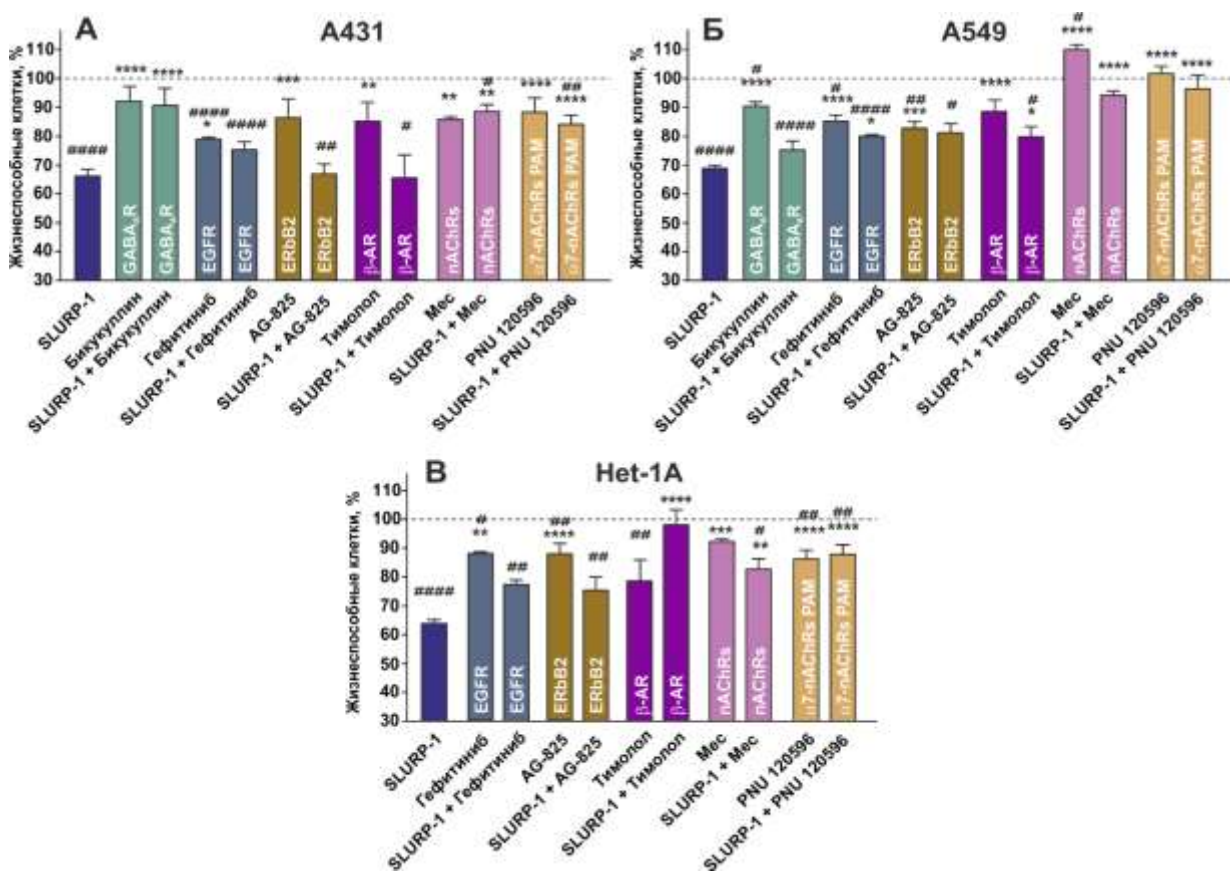 А
A431
Жизнеспособные клетки, %
110
100
90
80
70
60
50
40
30
####
****
****
####
*
####
***
##
**
#
**
#
**
****
##
****
GABAAR
GABAAR
EGFR
EGFR
ERbB2
ERbB2
β-AR
β-AR
nAChRs
nAChRs
α7-nAChRs PAM
α7-nAChRs PAM
SLURP-1
Бикукуллин
SLURP-1 + Бикукуллин
Гефитиниб
SLURP-1 + Гефитиниб
AG-825
SLURP-1 + AG-825
Тимолол
SLURP-1 + Тимолол
Мес
SLURP-1 + Мес
PNU 120596
SLURP-1 + PNU 120596
Б
A549
Жизнеспособные клетки, %
110
100
90
80
70
60
50
40
30
####
#
****
####
#
****
####
*
##
***
#
****
#
*
#
****
****
****
****
GABAAR
GABAAR
EGFR
EGFR
ERbB2
ERbB2
β-AR
β-AR
nAChRs
nAChRs
α7-nAChRs PAM
α7-nAChRs PAM
SLURP-1
Бикукуллин
SLURP-1 + Бикукуллин
Гефитиниб
SLURP-1 + Гефитиниб
AG-825
SLURP-1 + AG-825
Тимолол
SLURP-1 + Тимолол
Мес
SLURP-1 + Мес
PNU 120596
SLURP-1 + PNU 120596
В
Het-1A
Жизнеспособные клетки, %
110
100
90
80
70
60
50
40
30
####
#
**
##
##
****
##
##
****
***
#
**
##
****
##
****
EGFR
EGFR
ERbB2
ERbB2
β-AR
β-AR
nAChRs
nAChRs
α7-nAChRs PAM
α7-nAChRs PAM
SLURP-1
Гефитиниб
SLURP-1 + Гефитиниб
AG-825
SLURP-1 + AG-825
Тимолол
SLURP-1 + Тимолол
Мес
SLURP-1 + Мес
PNU 120596
SLURP-1 + PNU 120596